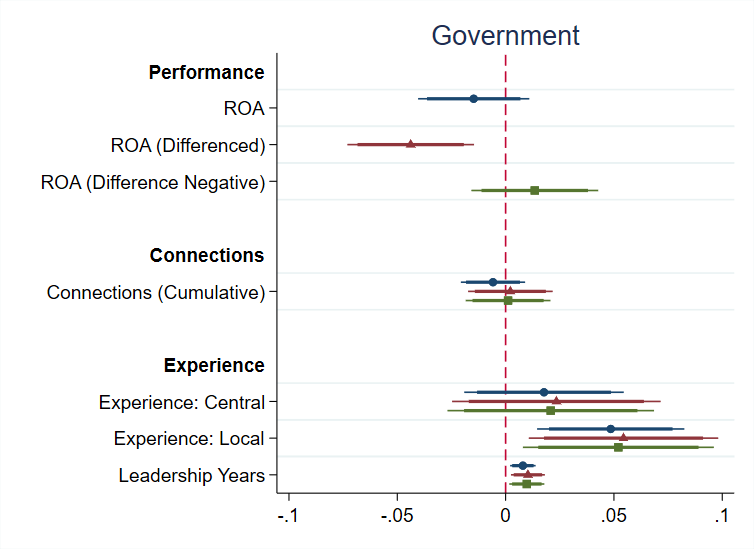 Government
Performance
ROA
ROA (Differenced)
ROA (Difference Negative)
Connections
Connections (Cumulative)
Experience
Experience: Central
Experience: Local
Leadership Years
-.1 -.05 0 .05 .1